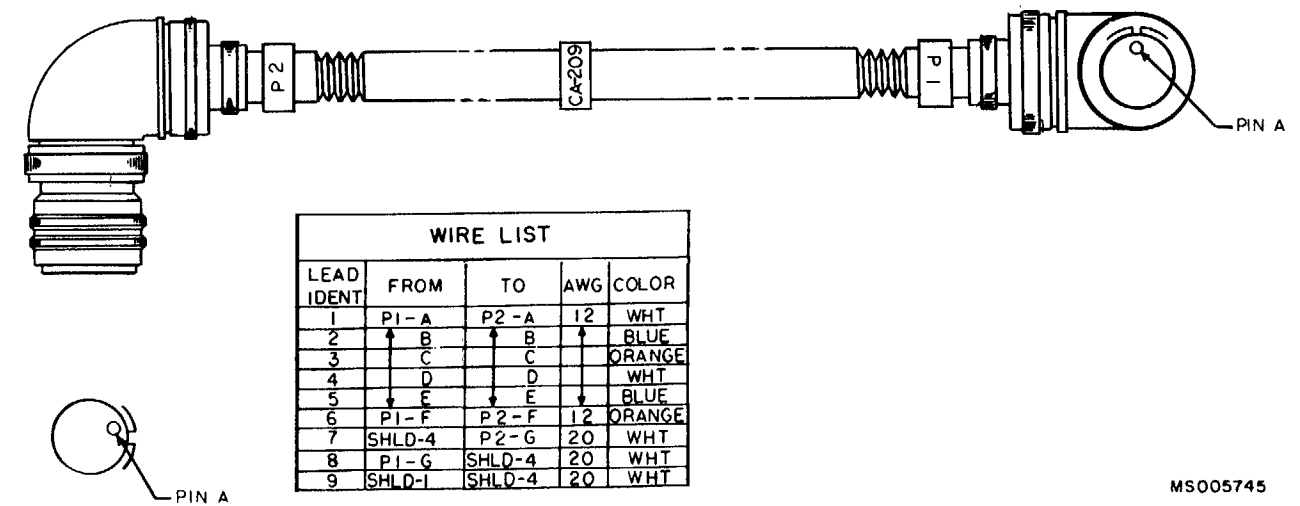 P2
CA-209
P1
PIN A
WIRE LIST
LEAD IDENT FROM TO AWG COLOR
1 P1-A P2-A 12 WHT
2 B B BLUE
3 C C ORANGE
4 D D WHT
5 E E BLUE
6 P1-F P2-F 12 ORANGE
7 SHLD-4 P2-G 20 WHT
8 P1-G SHLD-4 20 WHT
9 SHLD-1 SHLD-4 20 WHT
PIN A
MS005745